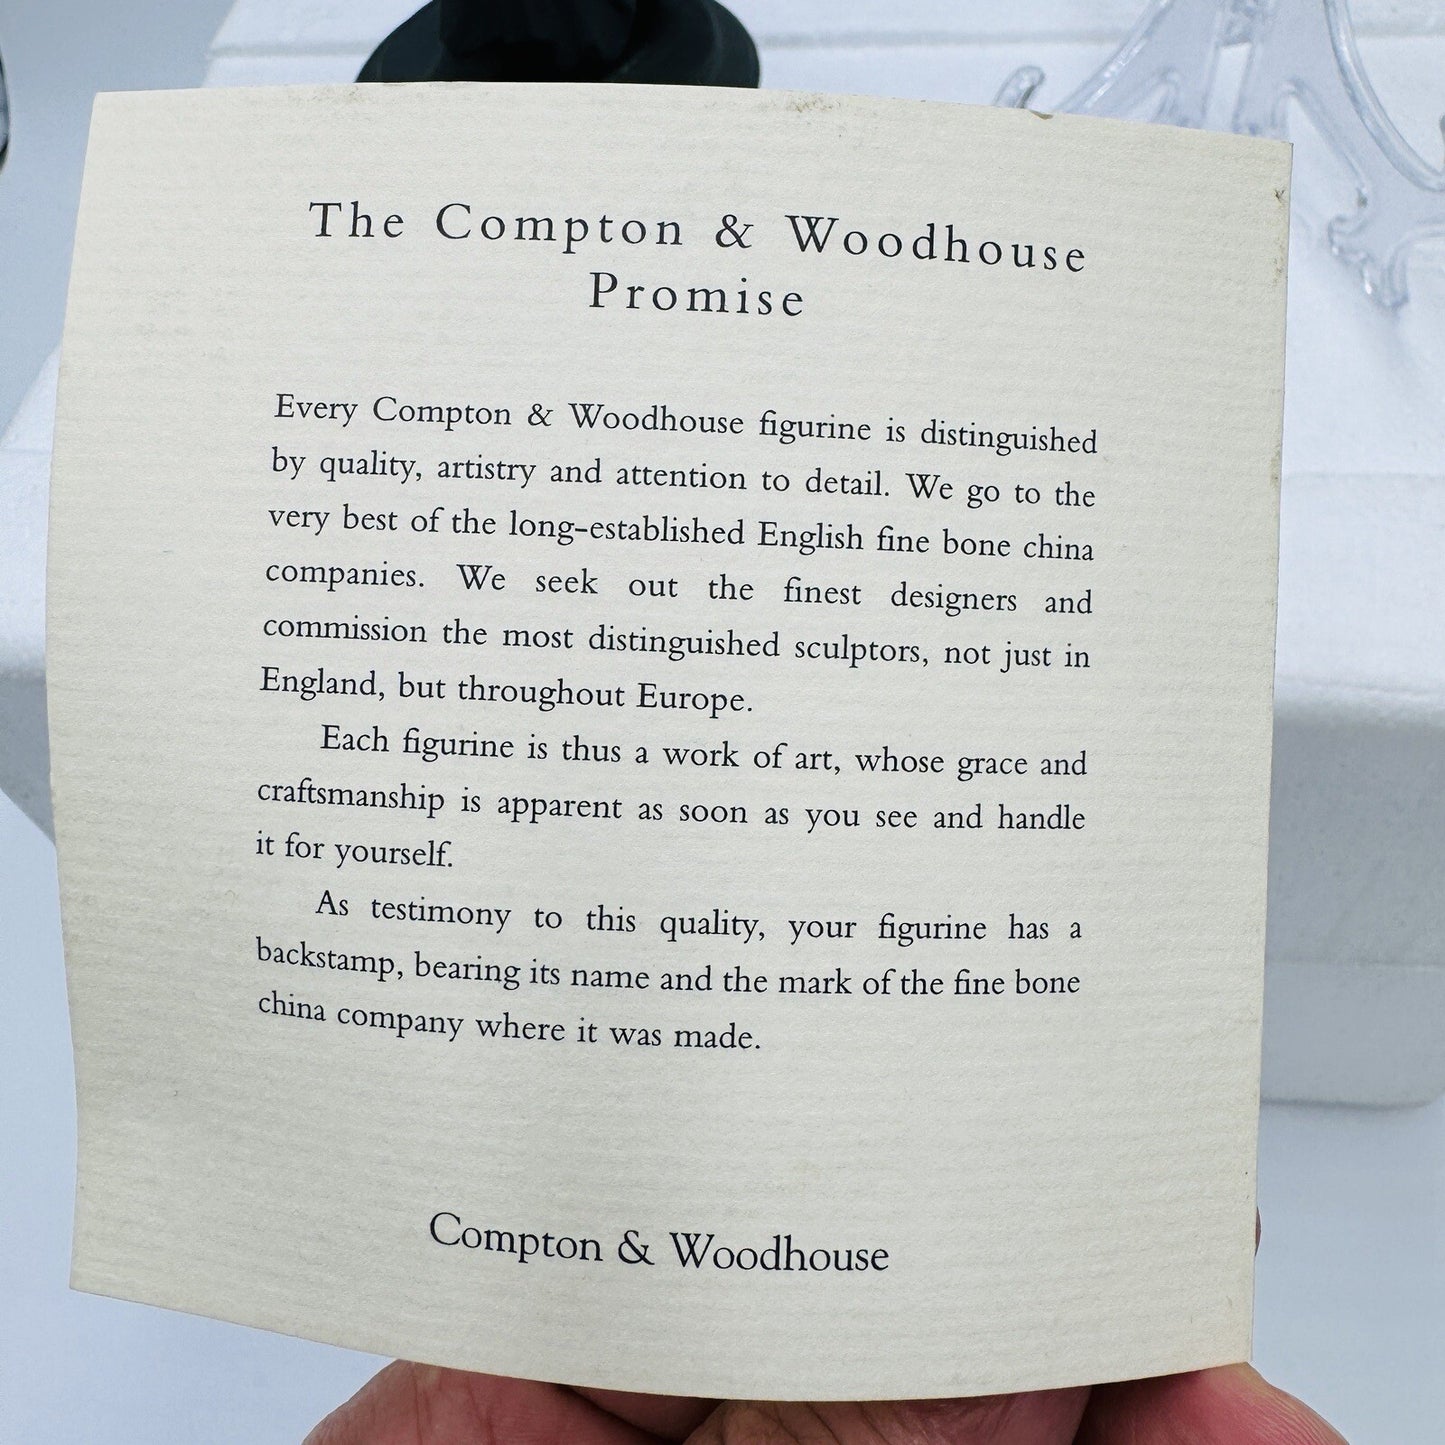 The Compton & Woodhouse
Promise
Every Compton & Woodhouse figurine is distinguished
by quality, artistry and attention to detail. We go to the
very best of the long-established English fine bone china
companies. We seek out the finest designers and
commission the most distinguished sculptors, not just in
England, but throughout Europe.
Each figurine is thus a work of art, whose grace and
craftsmanship is apparent as soon as you see and handle
it for yourself.
As testimony to this quality, your figurine has a
backstamp, bearing its name and the mark of the fine bone
china company where it was made.
Compton & Woodhouse